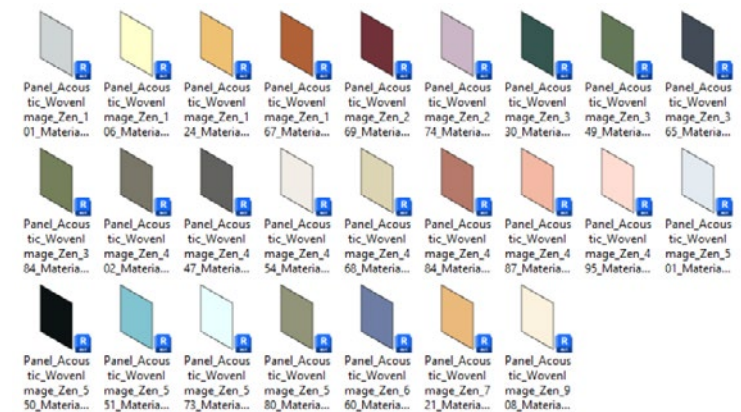 Panel_Acous
tic_WovenI
mage_Zen_1
01_Materia...
Panel_Acous
tic_WovenI
mage_Zen_1
06_Materia...
Panel_Acous
tic_WovenI
mage_Zen_1
24_Materia...
Panel_Acous
tic_WovenI
mage_Zen_1
67_Materia...
Panel_Acous
tic_WovenI
mage_Zen_2
69_Materia...
Panel_Acous
tic_WovenI
mage_Zen_2
74_Materia...
Panel_Acous
tic_WovenI
mage_Zen_3
30_Materia...
Panel_Acous
tic_WovenI
mage_Zen_3
49_Materia...
Panel_Acous
tic_WovenI
mage_Zen_3
65_Materia...
Panel_Acous
tic_WovenI
mage_Zen_3
84_Materia...
Panel_Acous
tic_WovenI
mage_Zen_4
02_Materia...
Panel_Acous
tic_WovenI
mage_Zen_4
47_Materia...
Panel_Acous
tic_WovenI
mage_Zen_4
54_Materia...
Panel_Acous
tic_WovenI
mage_Zen_4
68_Materia...
Panel_Acous
tic_WovenI
mage_Zen_4
84_Materia...
Panel_Acous
tic_WovenI
mage_Zen_4
87_Materia...
Panel_Acous
tic_WovenI
mage_Zen_4
95_Materia...
Panel_Acous
tic_WovenI
mage_Zen_5
01_Materia...
Panel_Acous
tic_WovenI
mage_Zen_5
50_Materia...
Panel_Acous
tic_WovenI
mage_Zen_5
51_Materia...
Panel_Acous
tic_WovenI
mage_Zen_5
73_Materia...
Panel_Acous
tic_WovenI
mage_Zen_5
80_Materia...
Panel_Acous
tic_WovenI
mage_Zen_6
60_Materia...
Panel_Acous
tic_WovenI
mage_Zen_7
21_Materia...
Panel_Acous
tic_WovenI
mage_Zen_9
08_Materia...